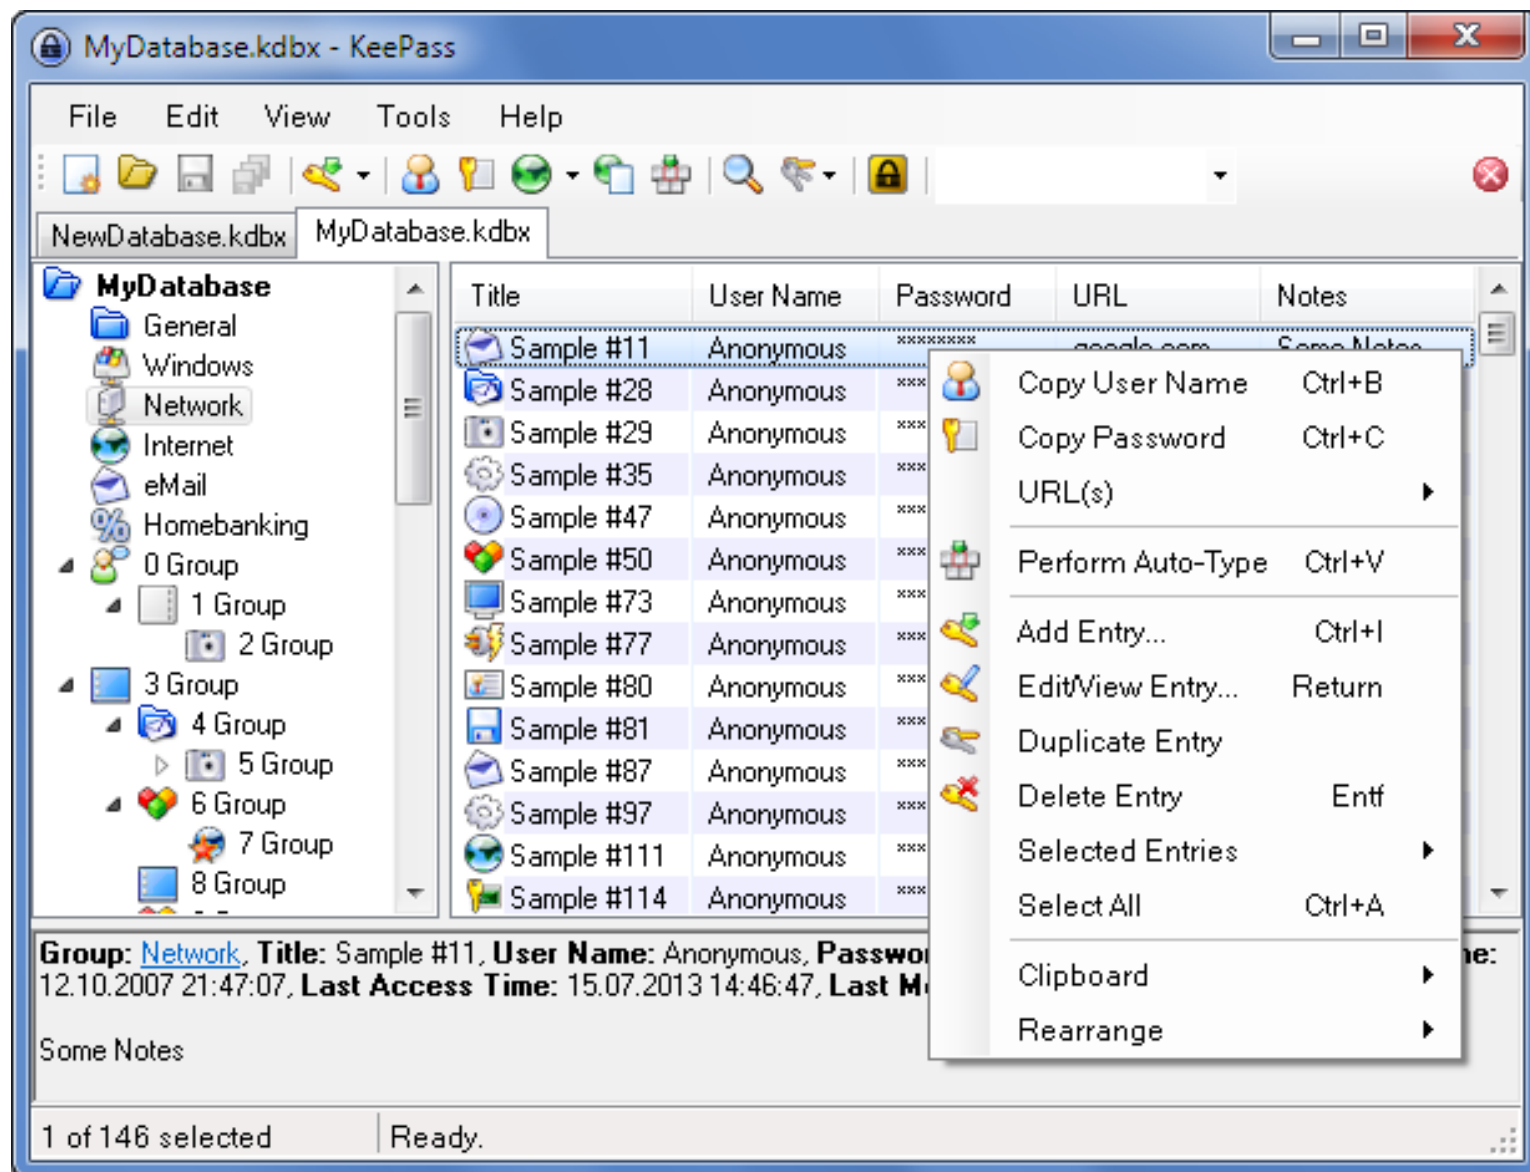 MyDatabase.kdbx - KeePass
File Edit View Tools Help
NewDatabase.kdbx MyDatabase.kdbx
MyDatabase
General
Windows
Network
Internet
eMail
Homebanking
0 Group
1 Group
2 Group
3 Group
4 Group
5 Group
6 Group
7 Group
8 Group
Title User Name Password URL Notes
Sample #11 Anonymous ******** google.com Some Notes
Sample #28 Anonymous ***
Sample #29 Anonymous ***
Sample #35 Anonymous ***
Sample #47 Anonymous ***
Sample #50 Anonymous ***
Sample #73 Anonymous ***
Sample #77 Anonymous ***
Sample #80 Anonymous ***
Sample #81 Anonymous ***
Sample #87 Anonymous ***
Sample #97 Anonymous ***
Sample #111 Anonymous ***
Sample #114 Anonymous ***
Copy User Name Ctrl+B
Copy Password Ctrl+C
URL(s)
Perform Auto-Type Ctrl+V
Add Entry... Ctrl+I
Edit/View Entry... Return
Duplicate Entry
Delete Entry Entf
Selected Entries
Select All Ctrl+A
Clipboard
Rearrange
Group: Network, Title: Sample #11, User Name: Anonymous, Passwo
12.10.2007 21:47:07, Last Access Time: 15.07.2013 14:46:47, Last M
Some Notes
1 of 146 selected Ready.